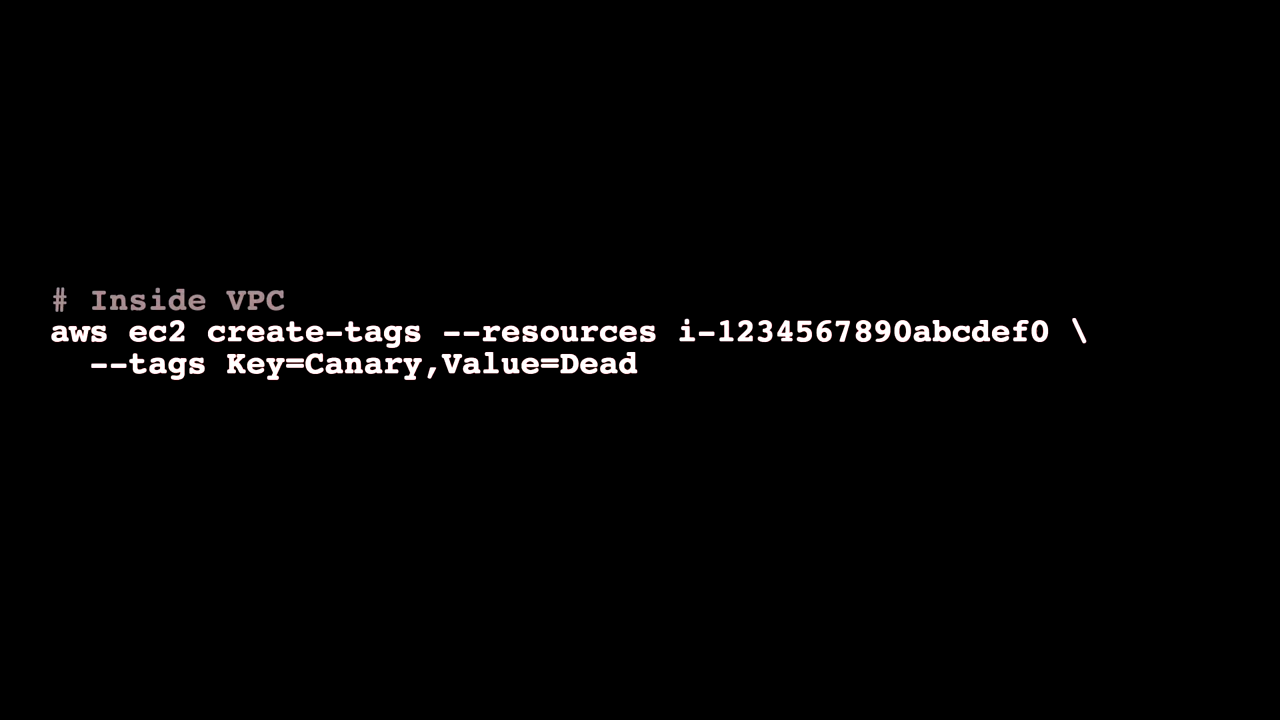 # Inside VPC
aws ec2 create-tags --resources i-1234567890abcdef0 \
  --tags Key=Canary,Value=Dead